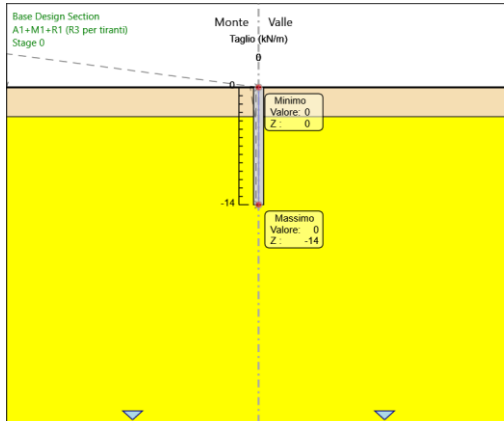 Base Design Section
A1+M1+R1 (R3 per tiranti)
Stage 0
Monte Valle
Taglio (kN/m)
0
0
Minimo
Valore: 0
Z : 0
-14
Massimo
Valore: 0
Z : -14